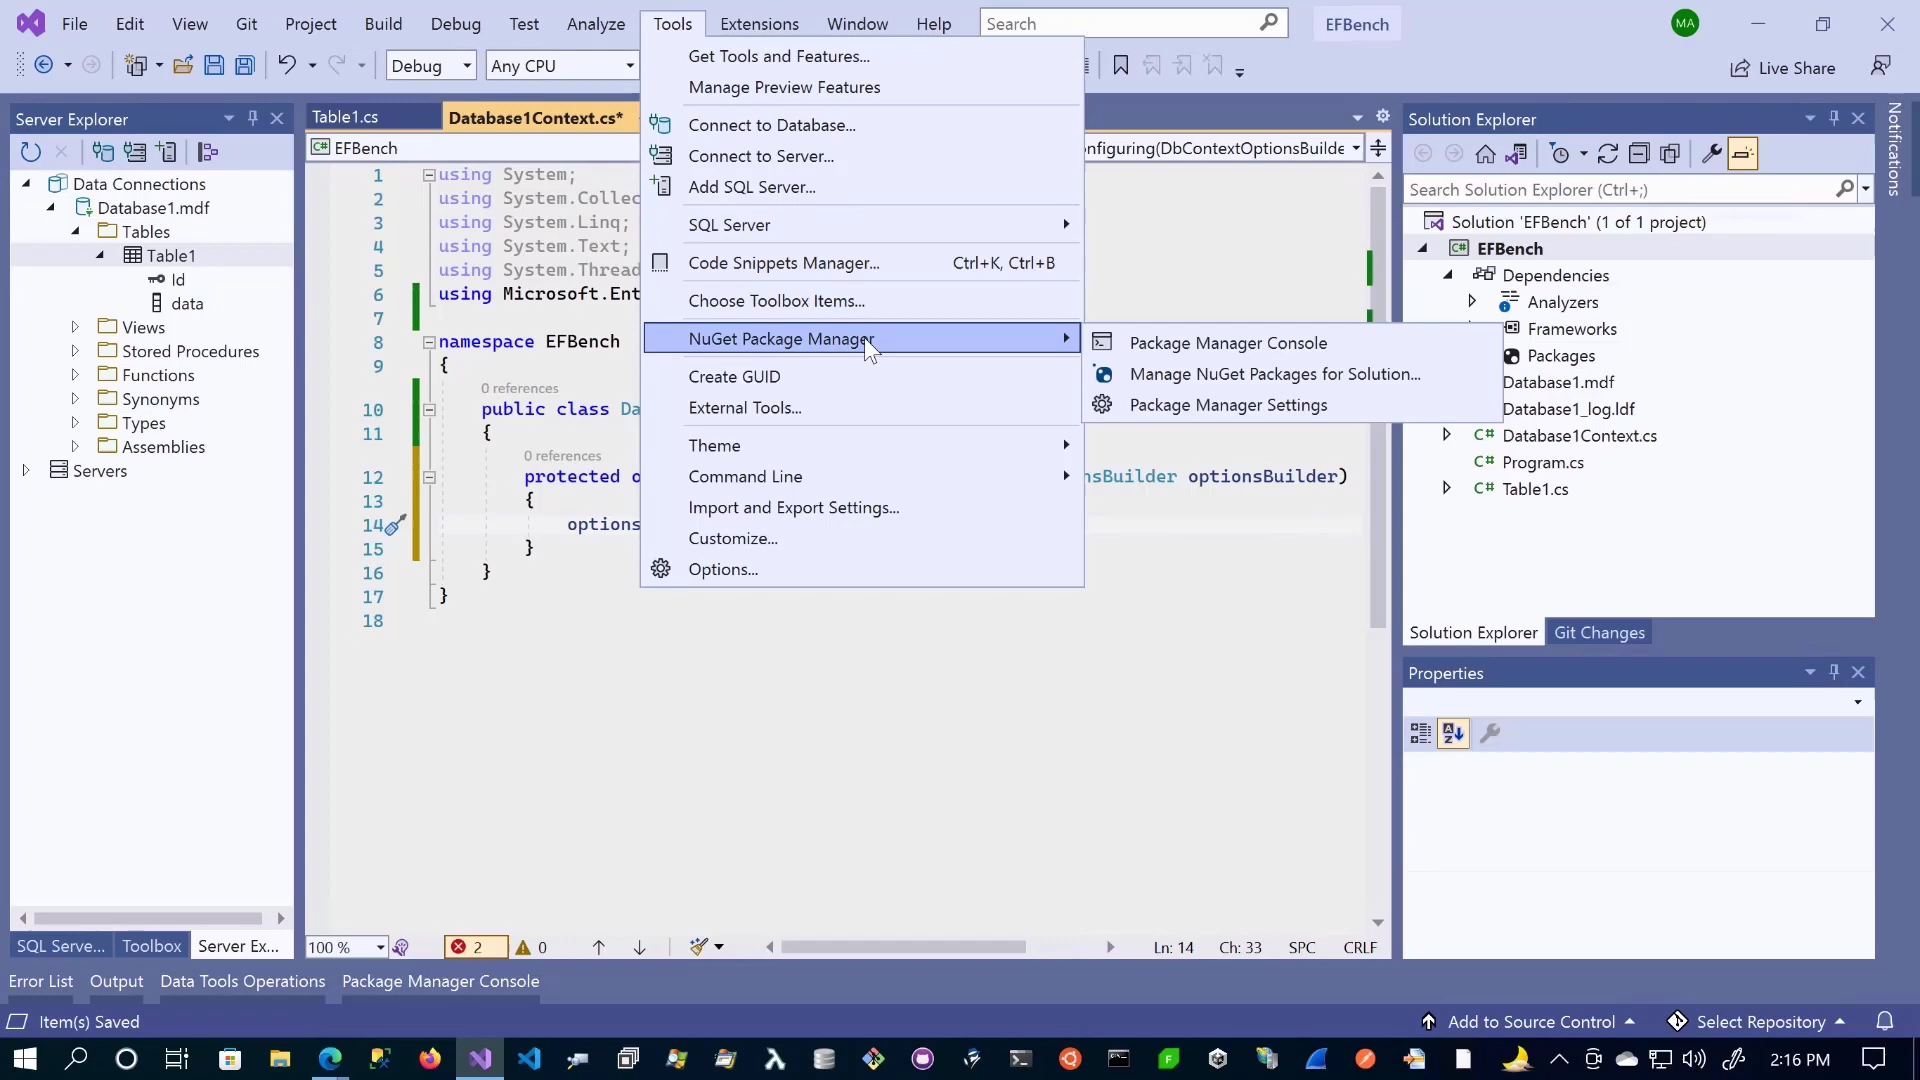 File Edit View Git Project Build Debug Test Analyze Tools Extensions Window Help Search EFBench MA
Debug Any CPU Live Share
Get Tools and Features...
Manage Preview Features
Connect to Database...
Connect to Server...
Add SQL Server...
SQL Server
Code Snippets Manager... Ctrl+K, Ctrl+B
Choose Toolbox Items...
NuGet Package Manager
Create GUID
External Tools...
Theme
Command Line
Import and Export Settings...
Customize...
Options...
Package Manager Console
Manage NuGet Packages for Solution...
Package Manager Settings
Server Explorer
Data Connections
Database1.mdf
Tables
Table1
Id
data
Views
Stored Procedures
Functions
Synonyms
Types
Assemblies
Servers
SQL Serve... Toolbox Server Ex...
Table1.cs Database1Context.cs*
EFBench nfiguring(DbContextOptionsBuilde
1 using System;
2 using System.Collec
3 using System.Linq;
4 using System.Text;
5 using System.Thread
6 using Microsoft.Ent
7
8 namespace EFBench
9 {
0 references
10 public class Da
11 {
0 references
12 protected o nsBuilder optionsBuilder)
13 {
14 options
15 }
16 }
17 }
18
100 % 2 0 Ln: 14 Ch: 33 SPC CRLF
Solution Explorer
Search Solution Explorer (Ctrl+;)
Solution 'EFBench' (1 of 1 project)
C# EFBench
Dependencies
Analyzers
Frameworks
Packages
Database1.mdf
Database1_log.ldf
C# Database1Context.cs
C# Program.cs
C# Table1.cs
Solution Explorer Git Changes
Properties
Notifications
Error List Output Data Tools Operations Package Manager Console
Item(s) Saved Add to Source Control Select Repository
2:16 PM